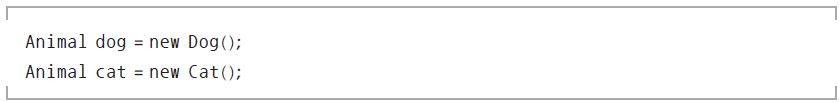 Animal dog = new Dog();
Animal cat = new Cat();